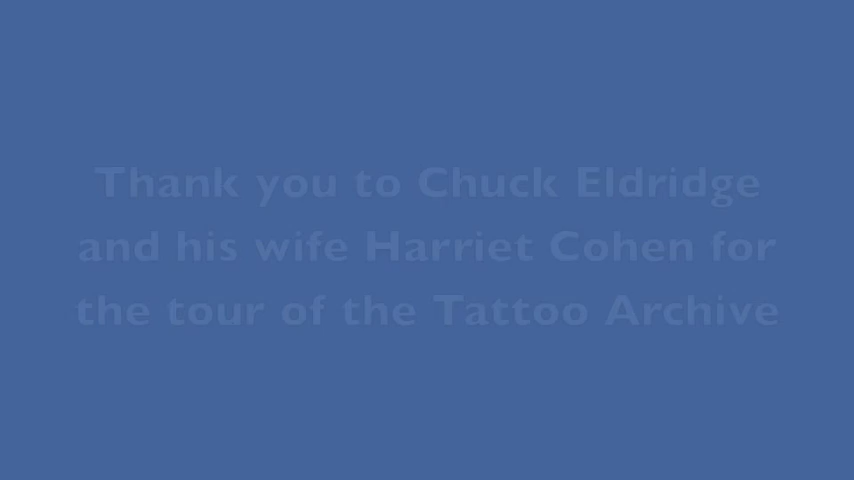 Thank you to Chuck Eldridge
and his wife Harriet Cohen for
the tour of the Tattoo Archive